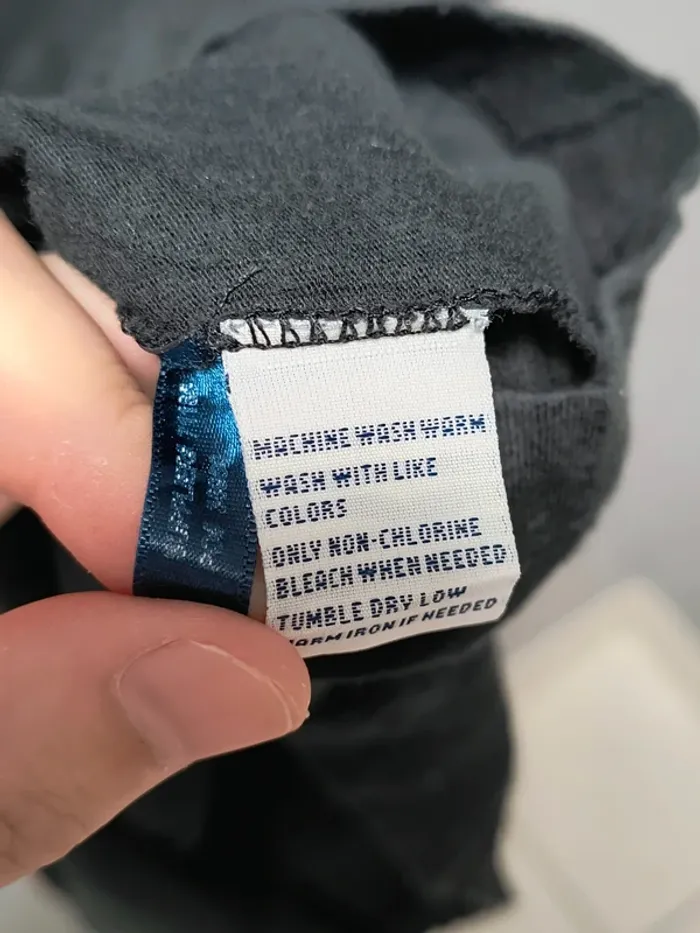 MACHINE WASH WARM
WASH WITH LIKE
COLORS
ONLY NON-CHLORINE
BLEACH WHEN NEEDED
TUMBLE DRY LOW
WARM IRON IF NEEDED